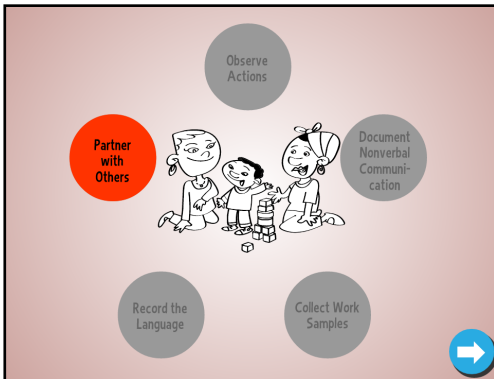 Observe
Actions
Partner
with
Others
Document
Nonverbal
Communi-
cation
Record the
Language
Collect Work
Samples